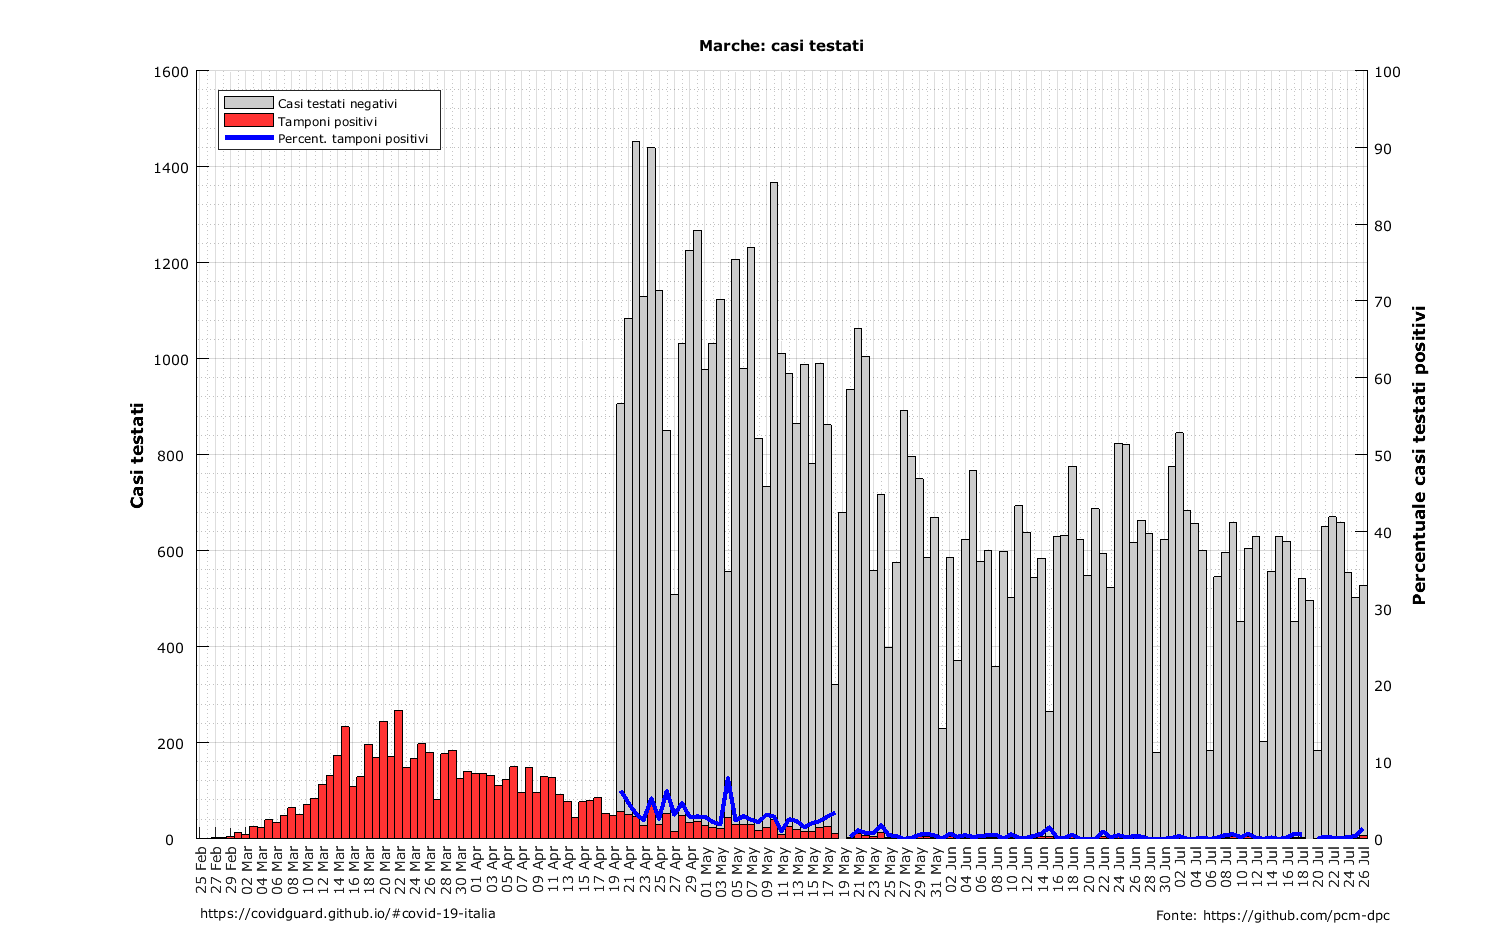 Marche: casi testati
1600
1400
1200
1000
800
600
400
200
0
100
90
80
70
60
50
40
30
20
10
0
Casi testati negativi
Tamponi positivi
Percent. tamponi positivi
Casi testati
Percentuale casi testati positivi
25 Feb
27 Feb
29 Feb
02 Mar
04 Mar
06 Mar
08 Mar
10 Mar
12 Mar
14 Mar
16 Mar
18 Mar
20 Mar
22 Mar
24 Mar
26 Mar
28 Mar
30 Mar
01 Apr
03 Apr
05 Apr
07 Apr
09 Apr
11 Apr
13 Apr
15 Apr
17 Apr
19 Apr
21 Apr
23 Apr
25 Apr
27 Apr
29 Apr
01 May
03 May
05 May
07 May
09 May
11 May
13 May
15 May
17 May
19 May
21 May
23 May
25 May
27 May
29 May
31 May
02 Jun
04 Jun
06 Jun
08 Jun
10 Jun
12 Jun
14 Jun
16 Jun
18 Jun
20 Jun
22 Jun
24 Jun
26 Jun
28 Jun
30 Jun
02 Jul
04 Jul
06 Jul
08 Jul
10 Jul
12 Jul
14 Jul
16 Jul
18 Jul
20 Jul
22 Jul
24 Jul
26 Jul
https://covidguard.github.io/#covid-19-italia
Fonte: https://github.com/pcm-dpc